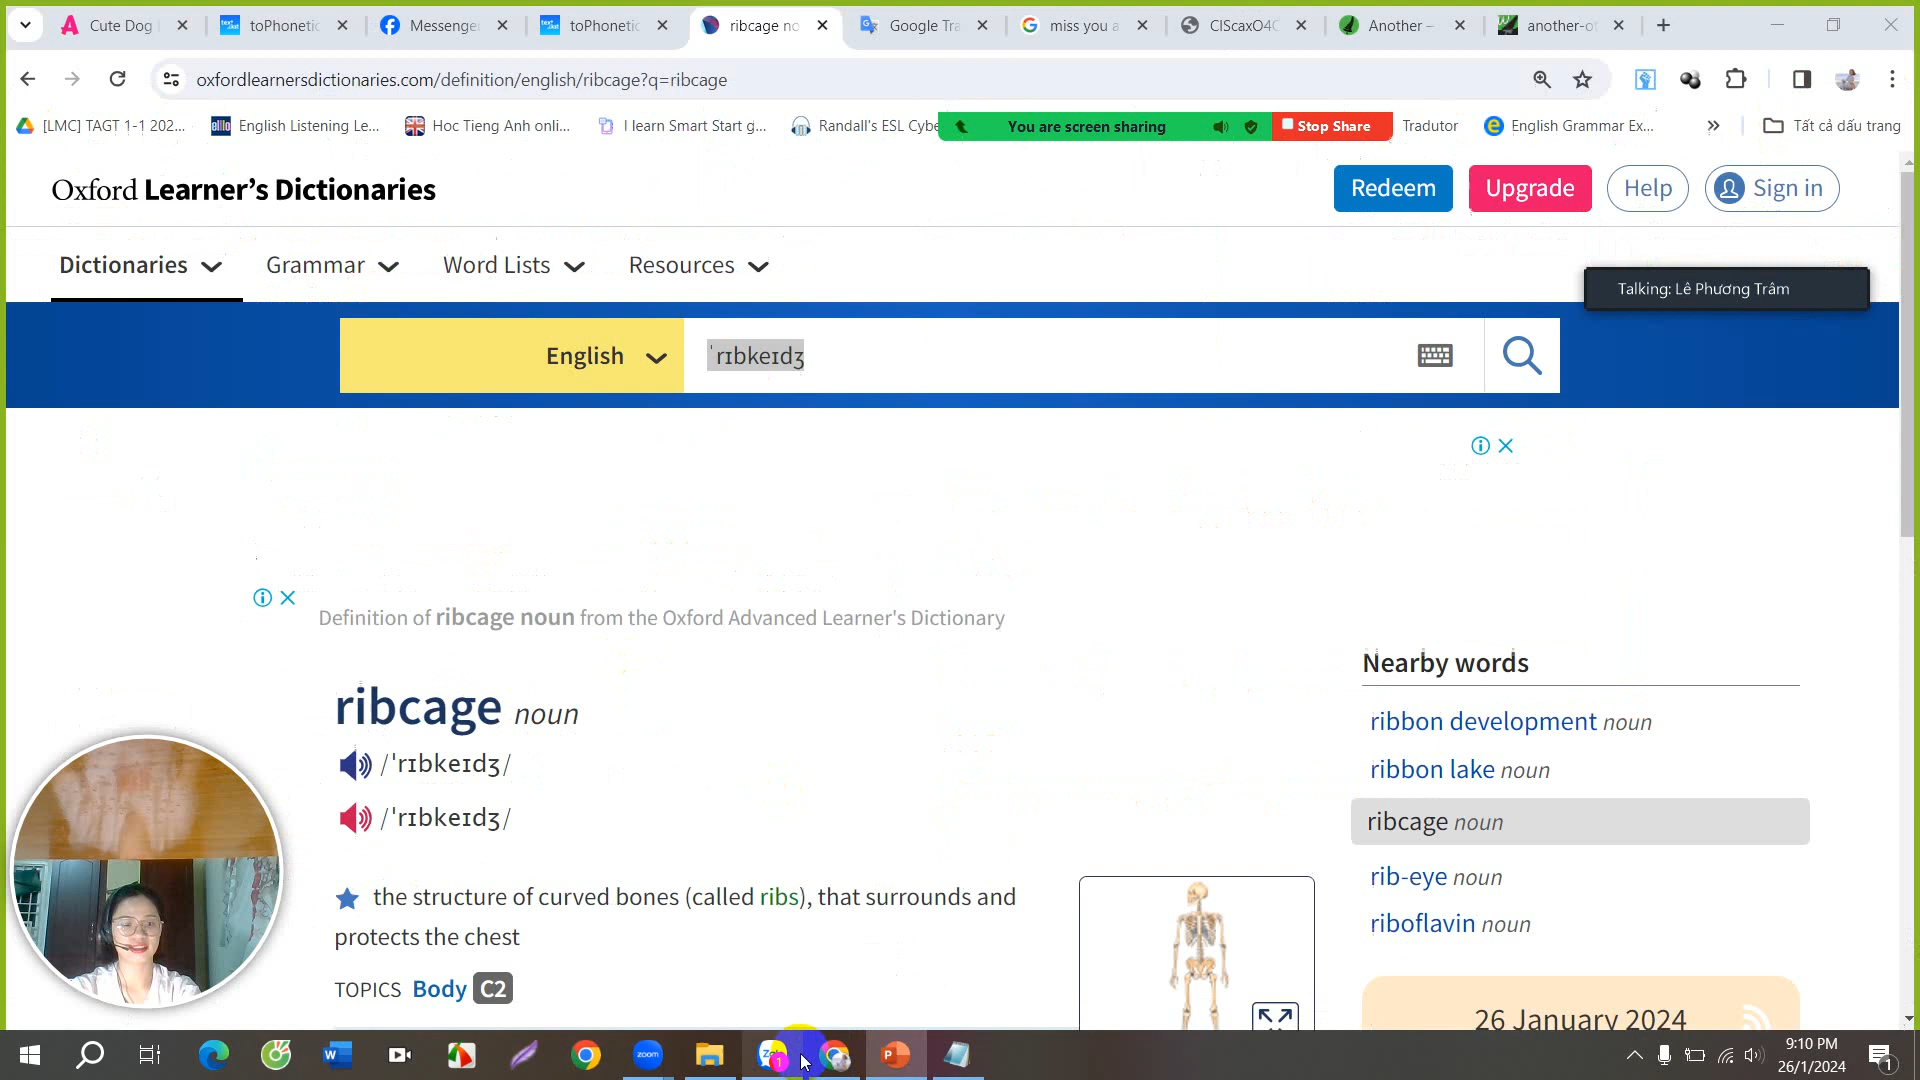 Cute Dog
toPhonetic
Messenge
toPhonetic
ribcage no
Google Tra
miss you a
CIScaxO4C
Another –
another-of
oxfordlearnersdictionaries.com/definition/english/ribcage?q=ribcage
[LMC] TAGT 1-1 202...
English Listening Le...
Hoc Tieng Anh onli...
I learn Smart Start g...
Randall's ESL Cybe
You are screen sharing
Stop Share
Tradutor
English Grammar Ex...
Tất cả dấu trang
Oxford Learner's Dictionaries
Redeem
Upgrade
Help
Sign in
Dictionaries
Grammar
Word Lists
Resources
Talking: Lê Phương Trâm
English
ˈrɪbkeɪdʒ
Definition of ribcage noun from the Oxford Advanced Learner's Dictionary
ribcage noun
/ˈrɪbkeɪdʒ/
/ˈrɪbkeɪdʒ/
the structure of curved bones (called ribs), that surrounds and
protects the chest
TOPICS Body C2
Nearby words
ribbon development noun
ribbon lake noun
ribcage noun
rib-eye noun
riboflavin noun
26 January 2024
zoom
1
9:10 PM
26/1/2024
1